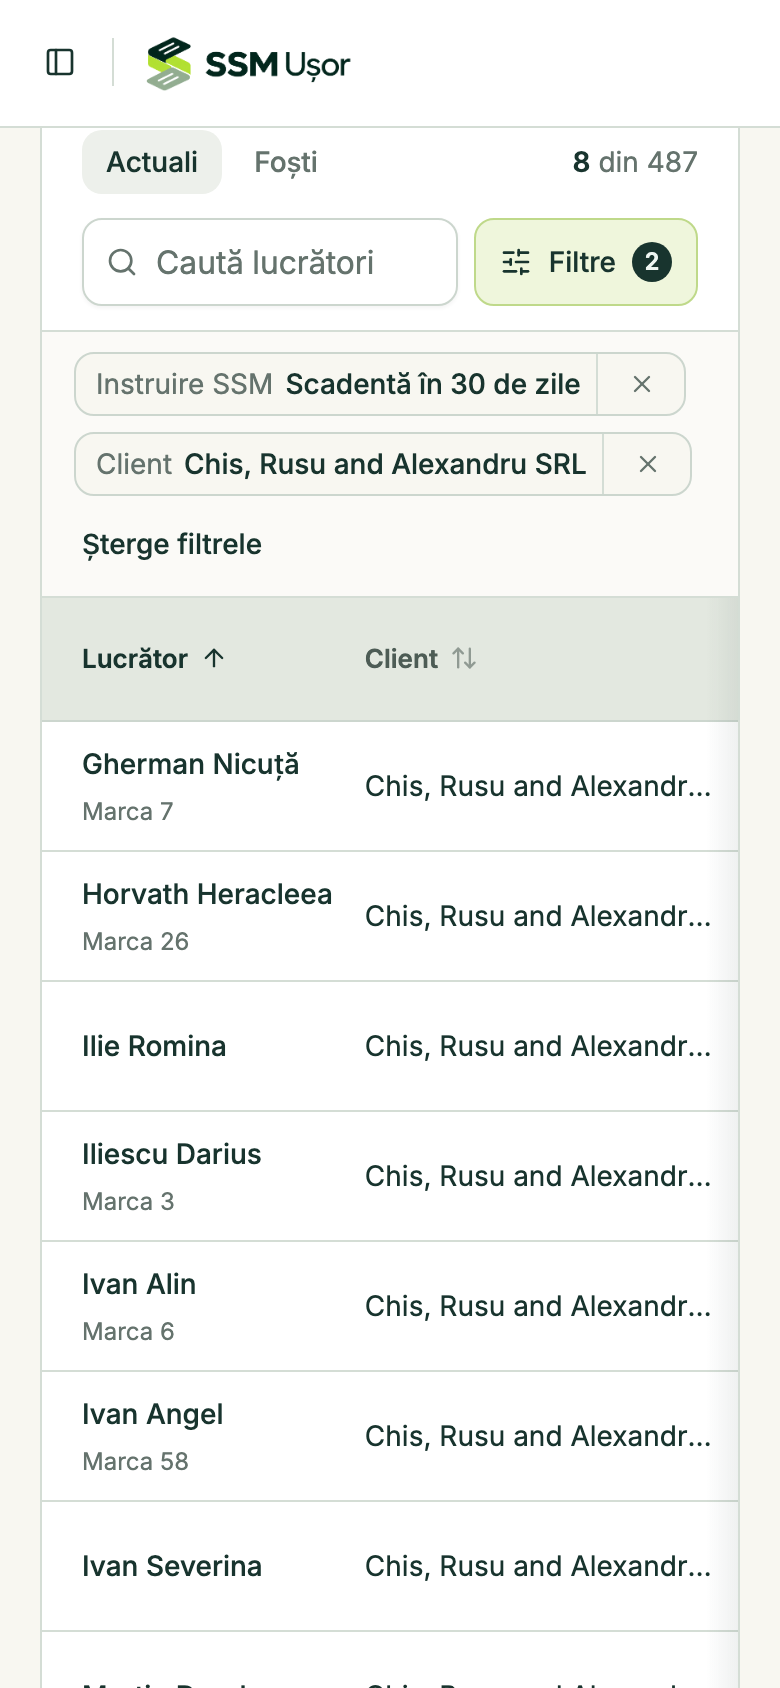 SSM Ușor
Actuali Foști 8 din 487
Caută lucrători Filtre 2
Instruire SSM Scadentă în 30 de zile
Client Chis, Rusu and Alexandru SRL
Șterge filtrele
Lucrător Client
Gherman Nicuță
Marca 7
Chis, Rusu and Alexandr...
Horvath Heracleea
Marca 26
Chis, Rusu and Alexandr...
Ilie Romina
Chis, Rusu and Alexandr...
Iliescu Darius
Marca 3
Chis, Rusu and Alexandr...
Ivan Alin
Marca 6
Chis, Rusu and Alexandr...
Ivan Angel
Marca 58
Chis, Rusu and Alexandr...
Ivan Severina
Chis, Rusu and Alexandr...